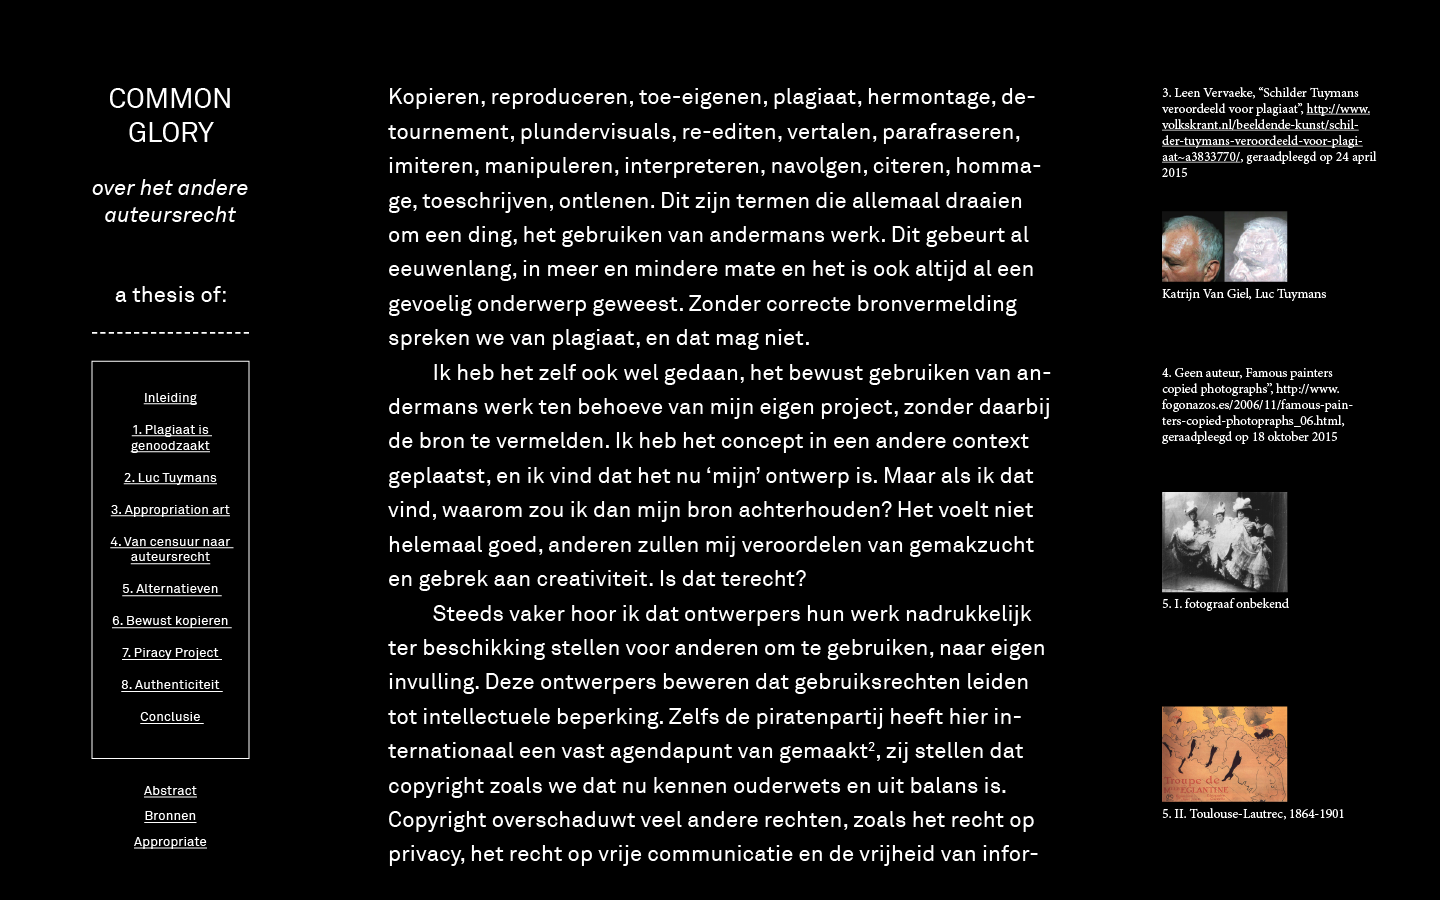 COMMON
GLORY
over het andere
auteursrecht
a thesis of:
Inleiding
1. Plagiaat is
genoodzaakt
2. Luc Tuymans
3. Appropriation art
4. Van censuur naar
auteursrecht
5. Alternatieven
6. Bewust kopieren
7. Piracy Project
8. Authenticiteit
Conclusie
Abstract
Bronnen
Appropriate
Kopieren, reproduceren, toe-eigenen, plagiaat, hermontage, de-
tournement, plundervisuals, re-editen, vertalen, parafraseren,
imiteren, manipuleren, interpreteren, navolgen, citeren, homma-
ge, toeschrijven, ontlenen. Dit zijn termen die allemaal draaien
om een ding, het gebruiken van andermans werk. Dit gebeurt al
eeuwenlang, in meer en mindere mate en het is ook altijd al een
gevoelig onderwerp geweest. Zonder correcte bronvermelding
spreken we van plagiaat, en dat mag niet.
Ik heb het zelf ook wel gedaan, het bewust gebruiken van an-
dermans werk ten behoeve van mijn eigen project, zonder daarbij
de bron te vermelden. Ik heb het concept in een andere context
geplaatst, en ik vind dat het nu ‘mijn’ ontwerp is. Maar als ik dat
vind, waarom zou ik dan mijn bron achterhouden? Het voelt niet
helemaal goed, anderen zullen mij veroordelen van gemakzucht
en gebrek aan creativiteit. Is dat terecht?
Steeds vaker hoor ik dat ontwerpers hun werk nadrukkelijk
ter beschikking stellen voor anderen om te gebruiken, naar eigen
invulling. Deze ontwerpers beweren dat gebruiksrechten leiden
tot intellectuele beperking. Zelfs de piratenpartij heeft hier in-
ternationaal een vast agendapunt van gemaakt², zij stellen dat
copyright zoals we dat nu kennen ouderwets en uit balans is.
Copyright overschaduwt veel andere rechten, zoals het recht op
privacy, het recht op vrije communicatie en de vrijheid van infor-
3. Leen Vervaeke, “Schilder Tuymans
veroordeeld voor plagiaat”, http://www.
volkskrant.nl/beeldende-kunst/schil-
der-tuymans-veroordeeld-voor-plagi-
aat~a3833770/, geraadpleegd op 24 april
2015
Katrijn Van Giel, Luc Tuymans
4. Geen auteur, Famous painters
copied photographs”, http://www.
fogonazos.es/2006/11/famous-pain-
ters-copied-photopraphs_06.html,
geraadpleegd op 18 oktober 2015
5. I. fotograaf onbekend
Troupe de
Mlle EGLANTINE
5. II. Toulouse-Lautrec, 1864-1901